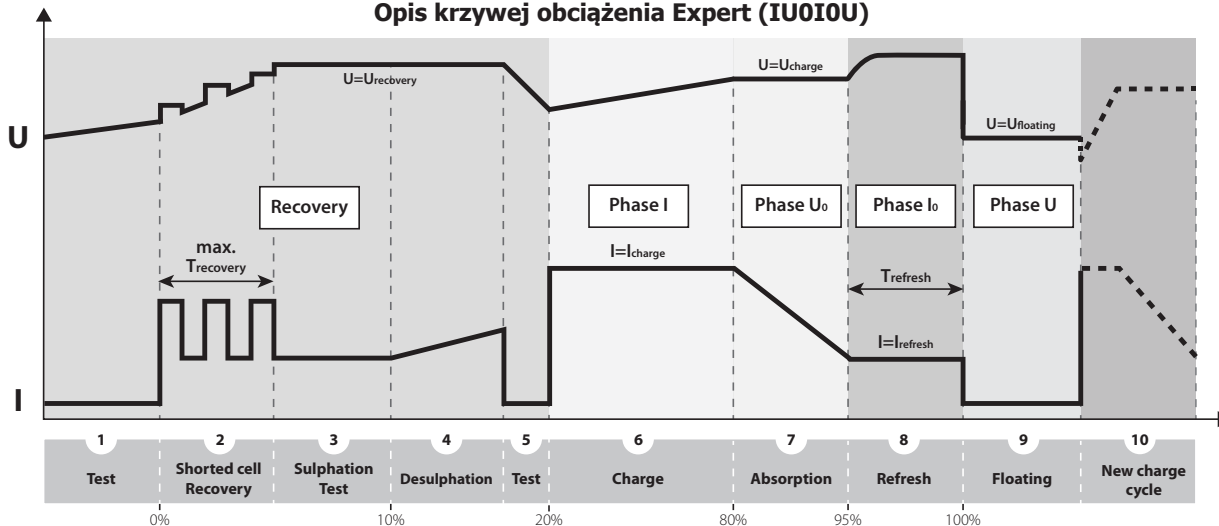 Opis krzywej obciążenia Expert (IU0I0U)
U
U=Urecovery
U=Ucharge
U=Ufloating
Recovery
Phase I
Phase U0
Phase I0
Phase U
max.
Trecovery
I=Icharge
Trefresh
I=Irefresh
I
1
2
3
4
5
6
7
8
9
10
Test
Shorted cell
Recovery
Sulphation
Test
Desulphation
Test
Charge
Absorption
Refresh
Floating
New charge
cycle
0%
10%
20%
80%
95%
100%